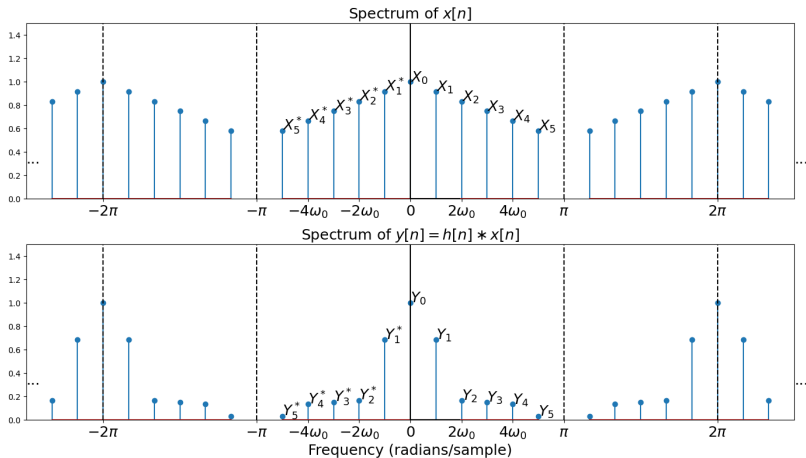 Spectrum of x[n]
1.4
1.2
1.0
0.8
0.6
0.4
0.2
0.0
...
X₅* X₄* X₃* X₂* X₁* X₀ X₁ X₂ X₃ X₄ X₅
...
−2π −π −4ω₀ −2ω₀ 0 2ω₀ 4ω₀ π 2π
Spectrum of y[n] = h[n] ∗ x[n]
1.4
1.2
1.0
0.8
0.6
0.4
0.2
0.0
...
Y₅* Y₄* Y₃* Y₂* Y₁* Y₀ Y₁ Y₂ Y₃ Y₄ Y₅
...
−2π −π −4ω₀ −2ω₀ 0 2ω₀ 4ω₀ π 2π
Frequency (radians/sample)